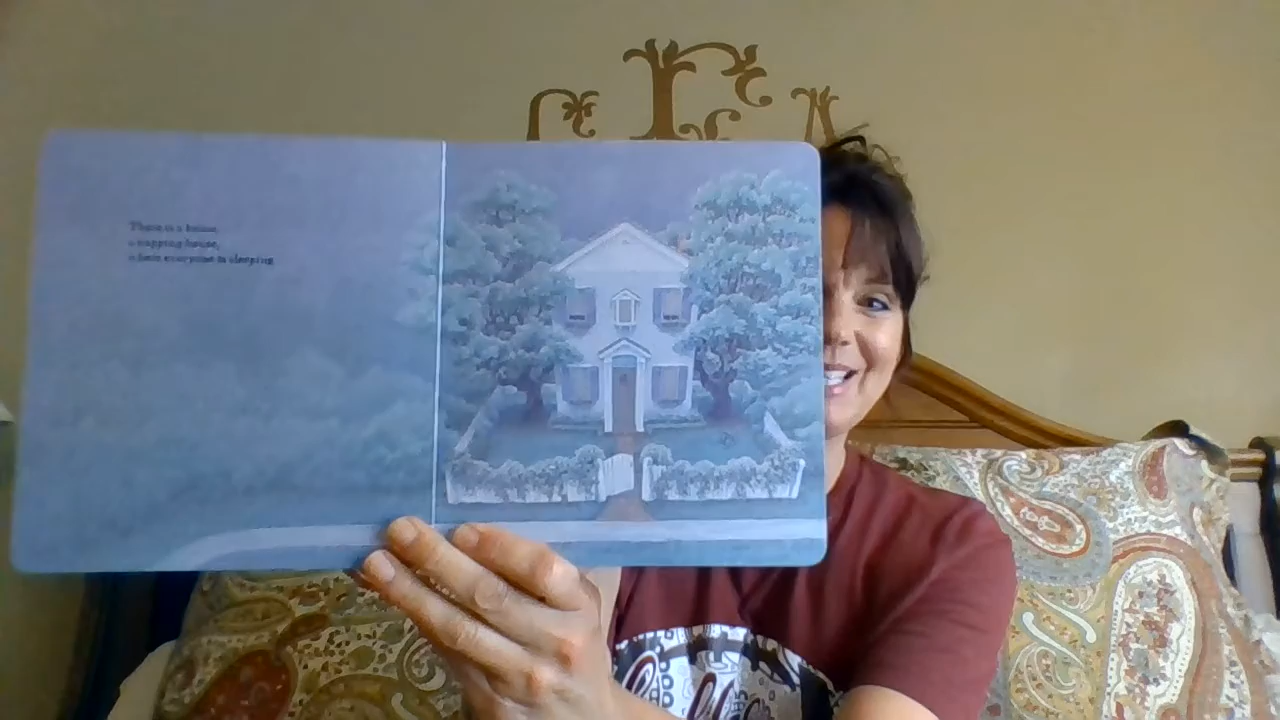 There is a house,
a napping house,
where everyone is sleeping.